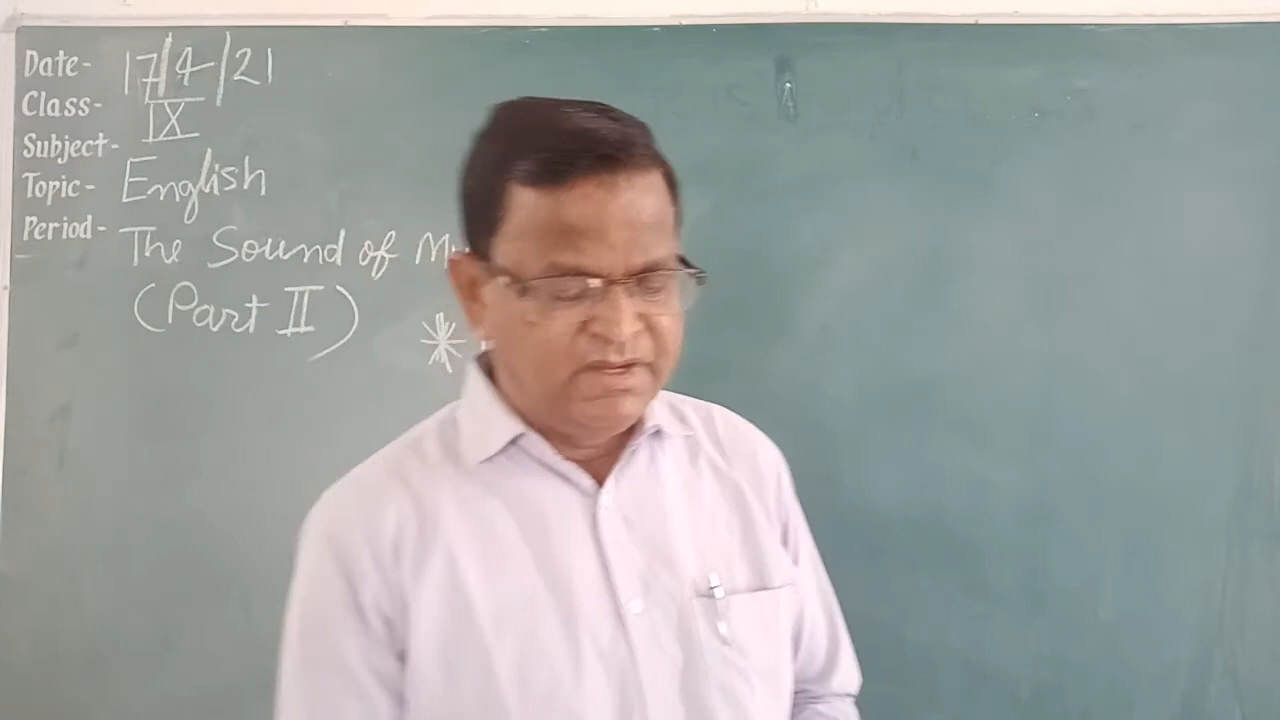 Date- 17/4/21
Class- IX
Subject-
Topic- English
Period-
The Sound of
(Part II)